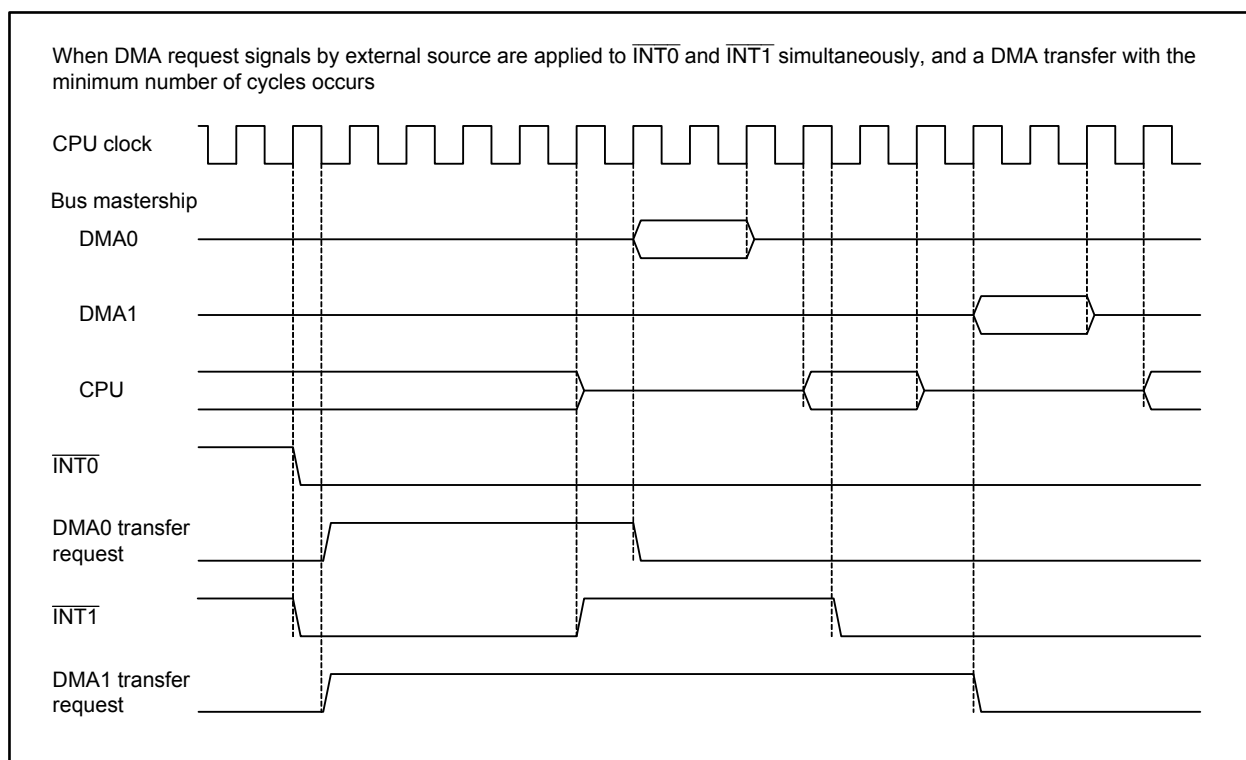 When DMA request signals by external source are applied to INT0 and INT1 simultaneously, and a DMA transfer with the
minimum number of cycles occurs
CPU clock
Bus mastership
DMA0
DMA1
CPU
INT0
DMA0 transfer
request
INT1
DMA1 transfer
request